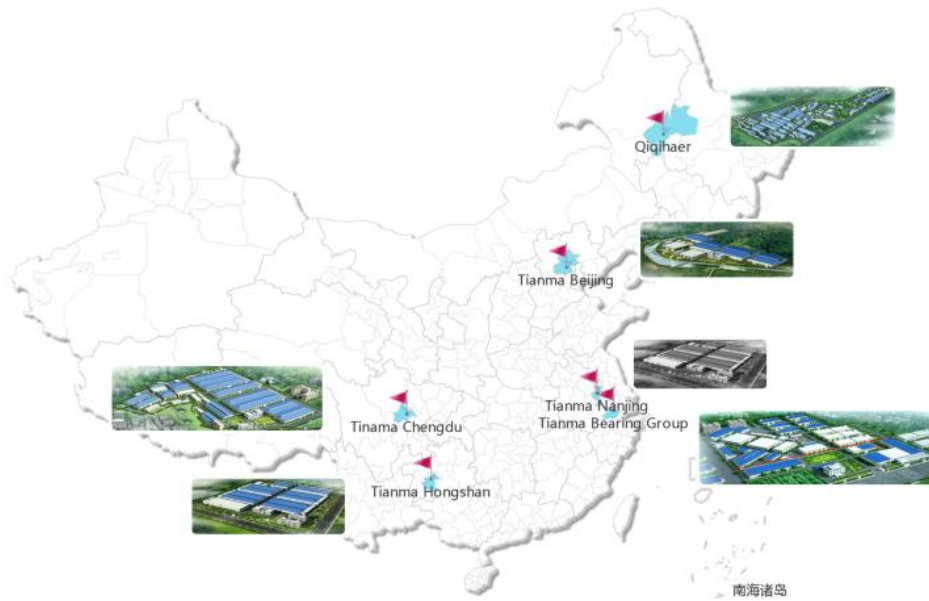 Qiqihaer
Tianma Beijing
Tianma Nanjing
Tinama Chengdu
Tianma Bearing Group
Tianma Hongshan
南海诸岛